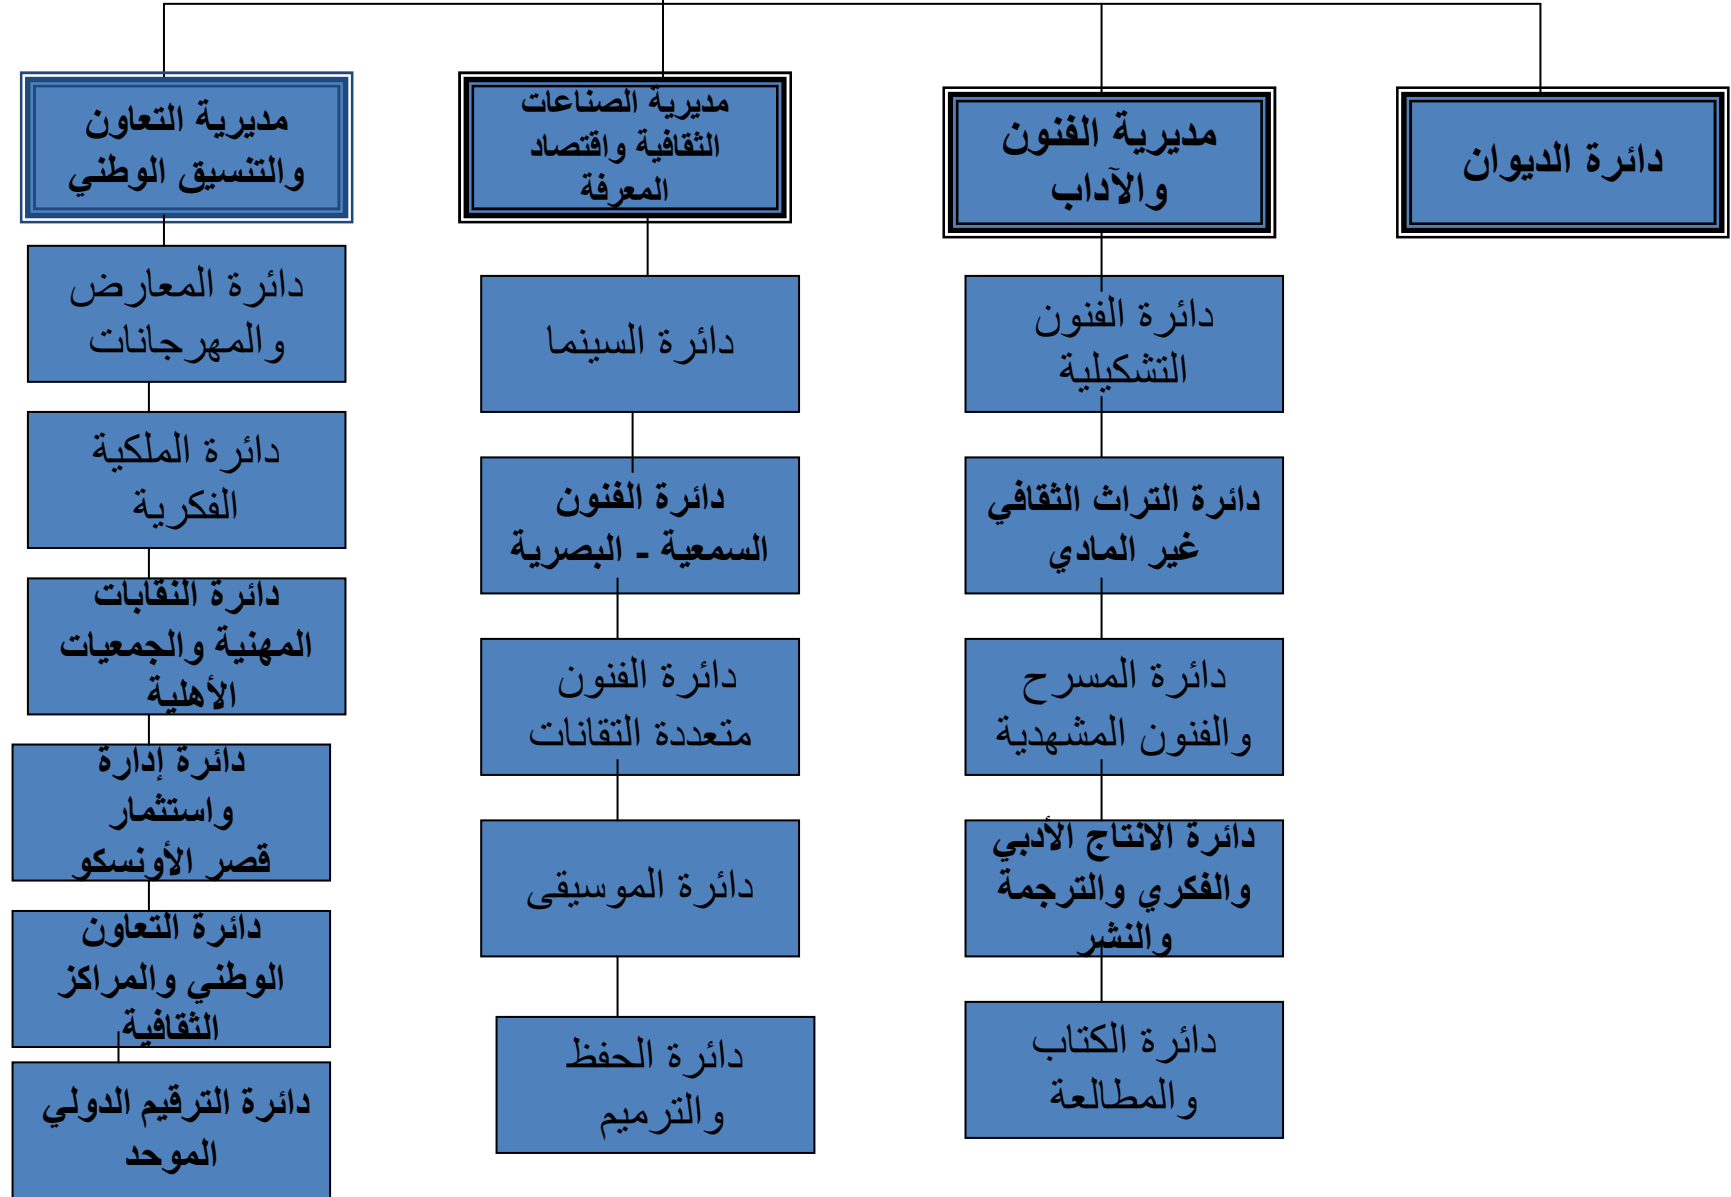 دائرة الديوان
مديرية الفنون
والآداب
دائرة الفنون
التشكيلية
دائرة التراث الثقافي
غير المادي
دائرة المسرح
والفنون المشهدية
دائرة الانتاج الأدبي
والفكري والترجمة
والنشر
دائرة الكتاب
والمطالعة
مديرية الصناعات
الثقافية واقتصاد
المعرفة
دائرة السينما
دائرة الفنون
السمعية - البصرية
دائرة الفنون
متعددة التقانات
دائرة الموسيقى
دائرة الحفظ
والترميم
مديرية التعاون
والتنسيق الوطني
دائرة المعارض
والمهرجانات
دائرة الملكية
الفكرية
دائرة النقابات
المهنية والجمعيات
الأهلية
دائرة إدارة
واستثمار
قصر الأونسكو
دائرة التعاون
الوطني والمراكز
الثقافية
دائرة الترقيم الدولي
الموحد